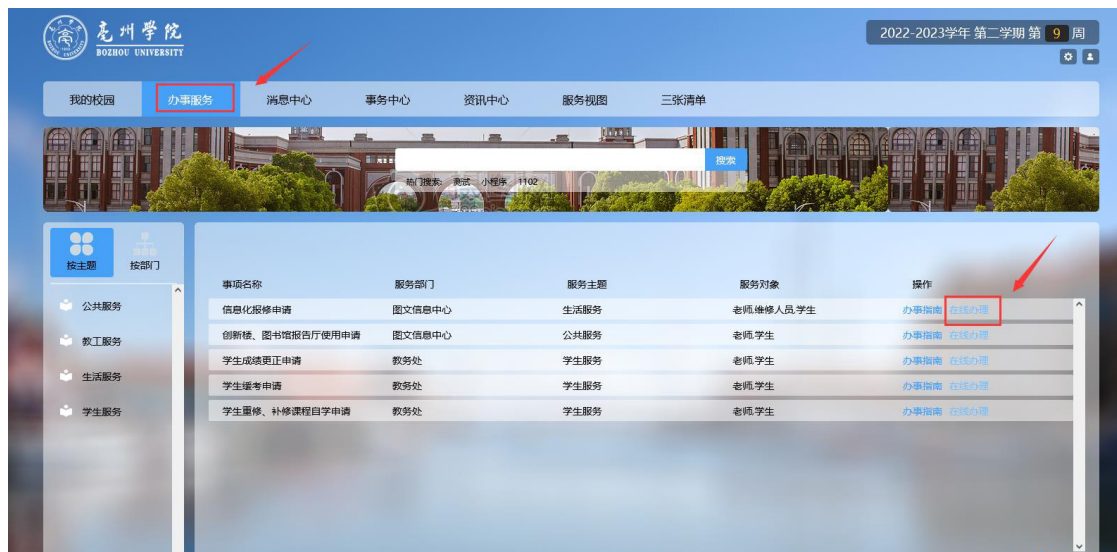 亳州學院
BOZHOU UNIVERSITY
2022-2023学年 第二学期 第 9 周
我的校园 办事服务 消息中心 事务中心 资讯中心 服务视图 三张清单
搜索
热门搜索: 测试 小程序 1102
按主题 按部门
公共服务
教工服务
生活服务
学生服务
事项名称 服务部门 服务主题 服务对象 操作
信息化报修申请 图文信息中心 生活服务 老师,维修人员,学生 办事指南 在线办理
创新楼、图书馆报告厅使用申请 图文信息中心 公共服务 老师,学生 办事指南 在线办理
学生成绩更正申请 教务处 学生服务 老师,学生 办事指南 在线办理
学生缓考申请 教务处 学生服务 老师,学生 办事指南 在线办理
学生重修、补修课程自学申请 教务处 学生服务 老师,学生 办事指南 在线办理